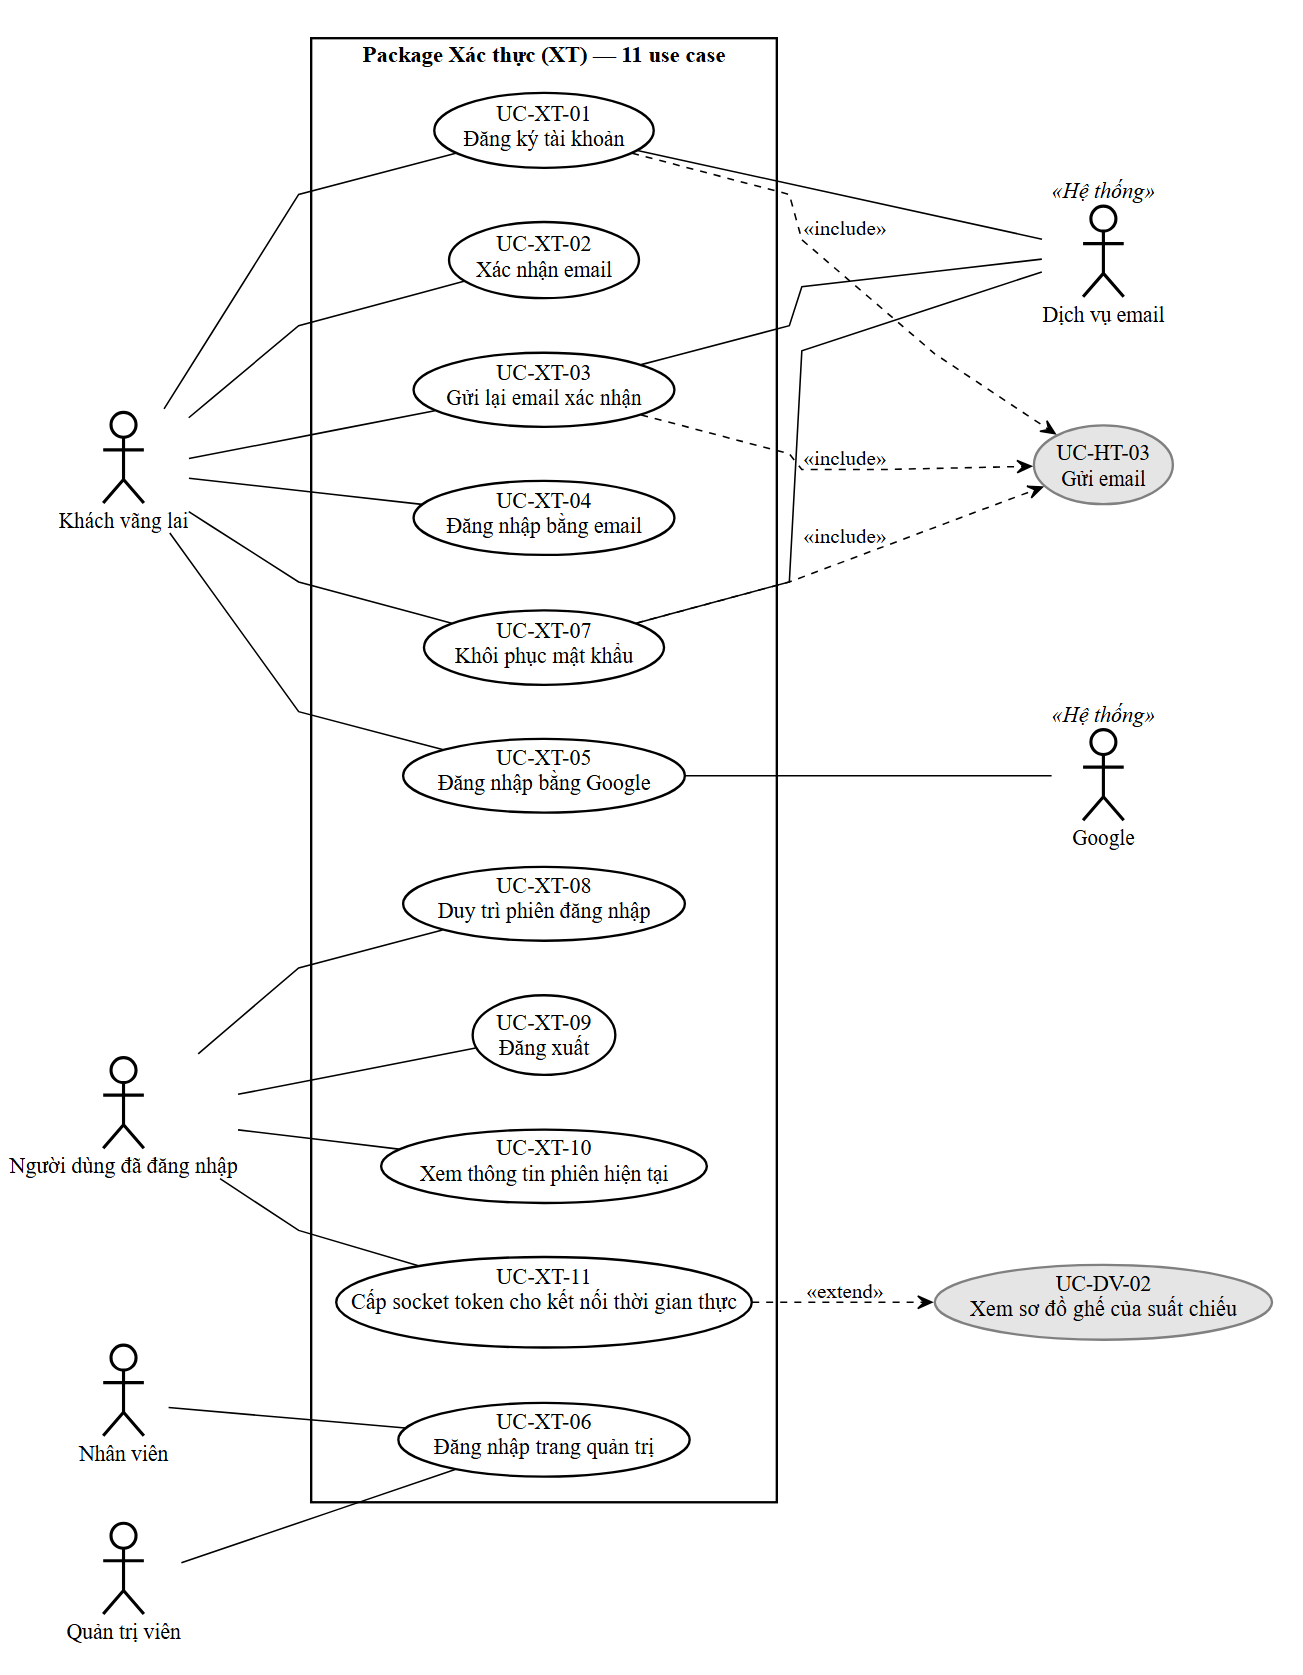 Package Xác thực (XT) — 11 use case
UC-XT-01
Đăng ký tài khoản
«Hệ thống»
Dịch vụ email
«include»
UC-XT-02
Xác nhận email
UC-XT-03
Gửi lại email xác nhận
Khách vãng lai
«include»
UC-HT-03
Gửi email
UC-XT-04
Đăng nhập bằng email
«include»
UC-XT-07
Khôi phục mật khẩu
«Hệ thống»
Google
UC-XT-05
Đăng nhập bằng Google
UC-XT-08
Duy trì phiên đăng nhập
UC-XT-09
Đăng xuất
Người dùng đã đăng nhập
UC-XT-10
Xem thông tin phiên hiện tại
UC-XT-11
Cấp socket token cho kết nối thời gian thực
«extend»
UC-DV-02
Xem sơ đồ ghế của suất chiếu
Nhân viên
UC-XT-06
Đăng nhập trang quản trị
Quản trị viên